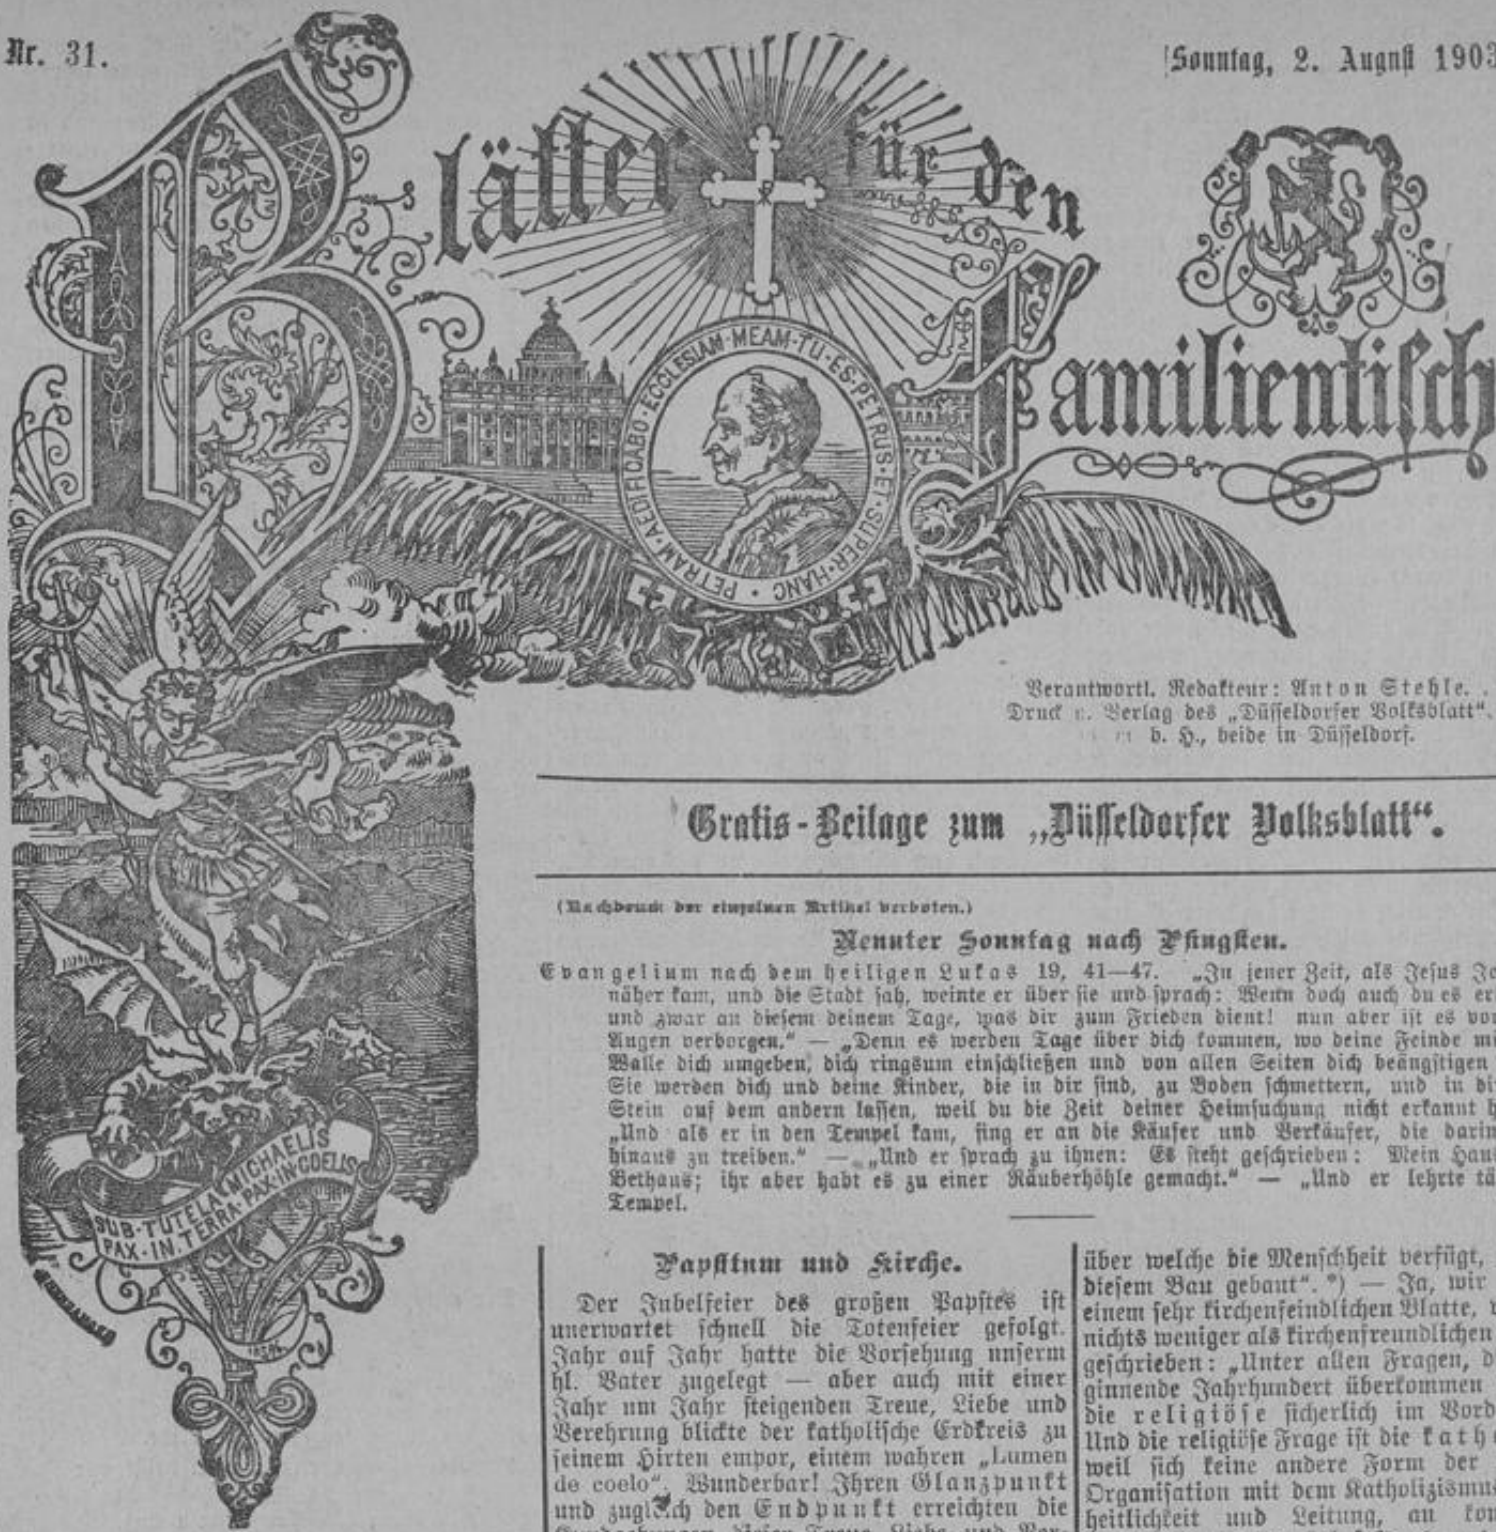 Nr. 31.
Sonntag, 2. August 1903
Blätter für den
Familientisch
PETRAM · AEDIFICABO · ECCLESIAM · MEAM · TU · ES · PETRUS · ET · SUPER · HANC ·
Verantwortl. Redakteur: Anton Stehle.
Druck u. Verlag des „Düsseldorfer Volksblatt“.
b. H., beide in Düsseldorf.
Gratis-Beilage zum „Düsseldorfer Volksblatt“.
(Nachdruck der einzelnen Artikel verboten.)
Neunter Sonntag nach Pfingsten.
Evangelium nach dem heiligen Lukas 19, 41—47. „In jener Zeit, als Jesus
näher kam, und die Stadt sah, weinte er über sie und sprach: Wenn doch auch du es
und zwar an diesem deinem Tage, was dir zum Frieden dient! nun aber ist es
Augen verborgen.“ — „Denn es werden Tage über dich kommen, wo deine Feinde
Walle dich umgeben, dich ringsum einschließen und von allen Seiten dich beängstigen
Sie werden dich und deine Kinder, die in dir sind, zu Boden schmettern, und in
Stein auf dem andern lassen, weil du die Zeit deiner Heimsuchung nicht erkannt
„Und als er in den Tempel kam, fing er an die Käufer und Verkäufer, die
hinaus zu treiben.“ — „Und er sprach zu ihnen: Es steht geschrieben: Mein
Bethaus; ihr aber habt es zu einer Räuberhöhle gemacht.“ — „Und er lehrte
Tempel.
SUB · TUTELA · MICHAELIS
PAX · IN · TERRA · PAX · IN · COELIS
Papsttum und Kirche.
Der Jubelfeier des großen Papstes ist
unerwartet schnell die Totenfeier gefolgt.
Jahr auf Jahr hatte die Vorsehung unserm
hl. Vater zugelegt — aber auch mit einer
Jahr um Jahr steigenden Treue, Liebe und
Verehrung blickte der katholische Erdkreis zu
seinem Hirten empor, einem wahren „Lumen
de coelo“. Wunderbar! Ihren Glanzpunkt
und zugleich den Endpunkt erreichten die
über welche die Menschheit verfügt,
diesem Bau gebaut“. *) — Ja, wir
einem sehr kirchenfeindlichen Blatte,
nichts weniger als kirchenfreundlichen
geschrieben: „Unter allen Fragen,
ginnende Jahrhundert überkommen
die religiöse sicherlich im
Und die religiöse Frage ist die
weil sich keine andere Form der
Organisation mit dem
heitlichkeit und Leitung, an